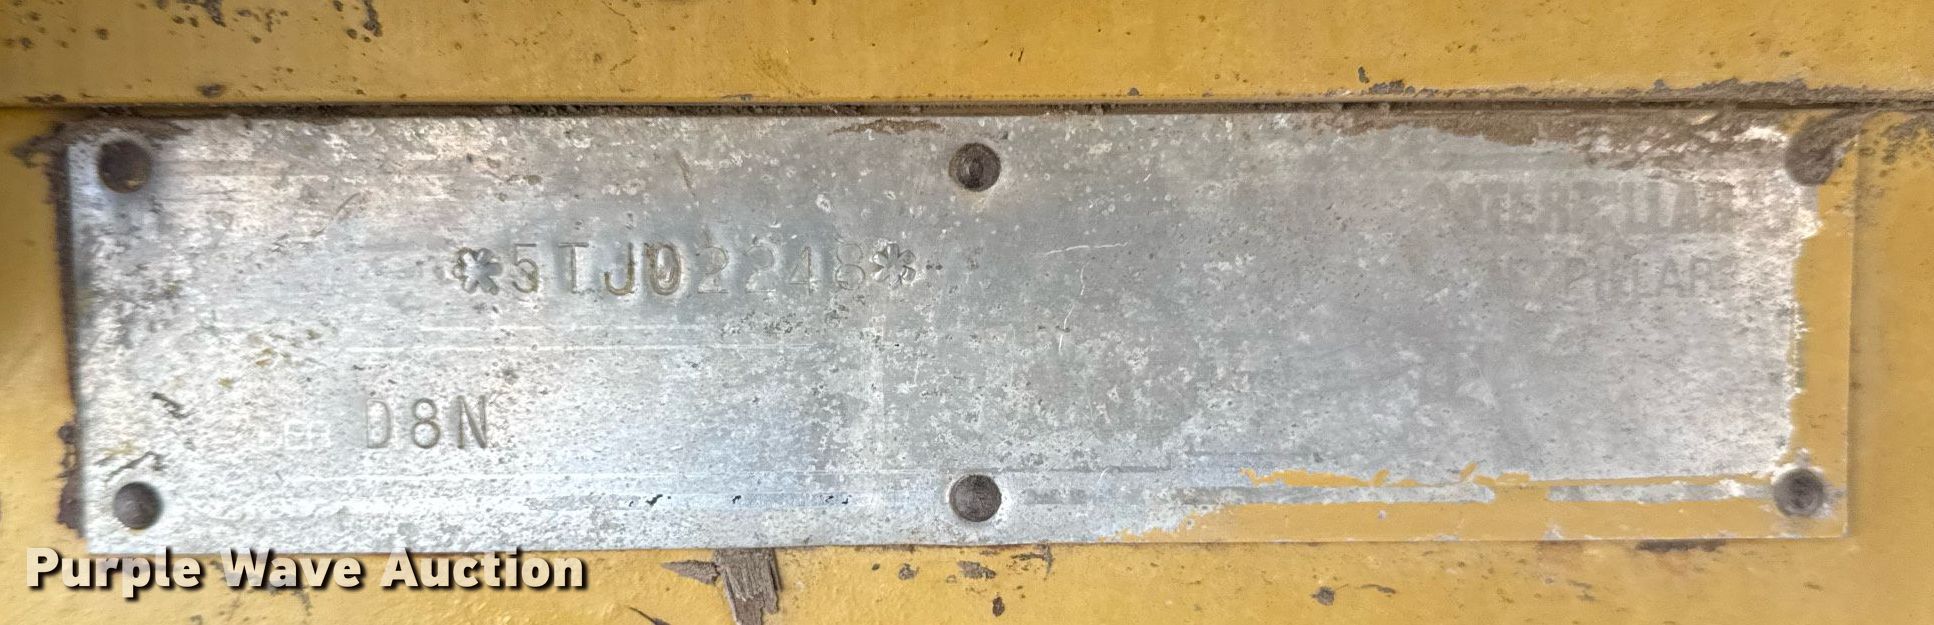 *5TJ02248*
CATERPILLAR
D8N
Purple Wave Auction